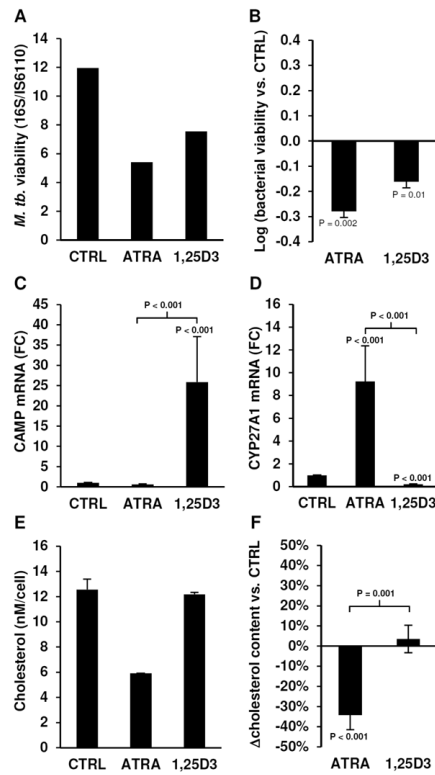 A
M. tb. viability (16S/IS6110)
14
12
10
8
6
4
2
0
CTRL ATRA 1,25D3
B
Log (bacterial viability vs. CTRL)
0.4
0.3
0.2
0.1
0.0
-0.1
-0.2
-0.3
-0.4
P = 0.002
P = 0.01
ATRA 1,25D3
C
CAMP mRNA (FC)
45
40
35
30
25
20
15
10
5
0
P < 0.001
P < 0.001
CTRL ATRA 1,25D3
D
CYP27A1 mRNA (FC)
16
14
12
10
8
6
4
2
0
P < 0.001
P < 0.001
P < 0.001
CTRL ATRA 1,25D3
E
Cholesterol (nM/cell)
16
14
12
10
8
6
4
2
0
CTRL ATRA 1,25D3
F
Δcholesterol content vs. CTRL
50%
40%
30%
20%
10%
0%
-10%
-20%
-30%
-40%
-50%
P = 0.001
P < 0.001
ATRA 1,25D3